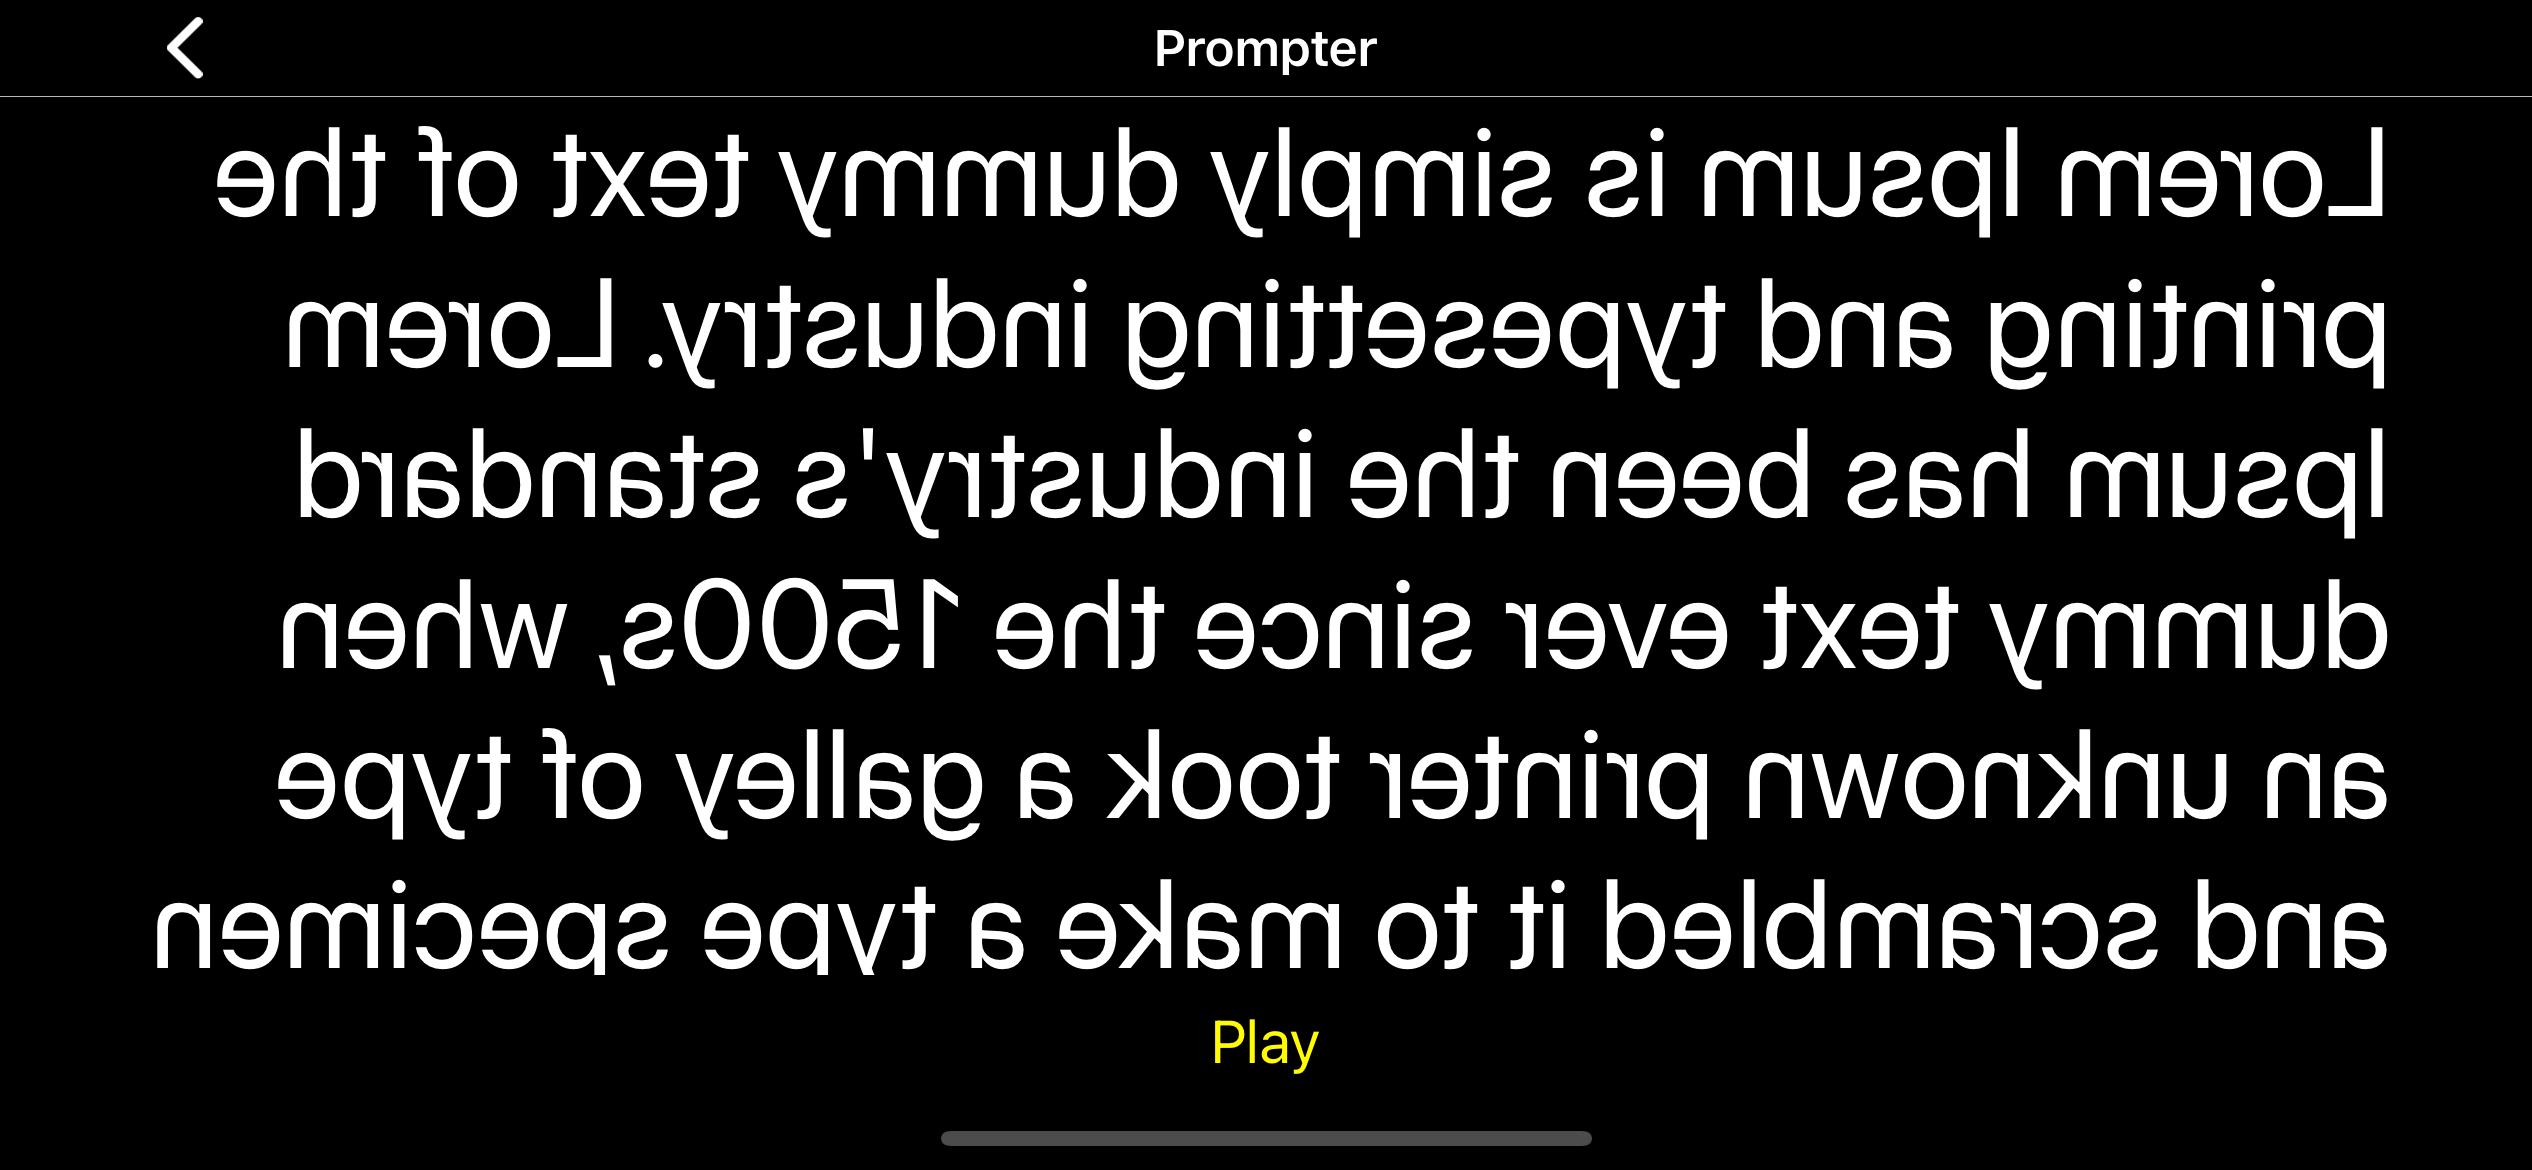 Prompter
Lorem Ipsum is simply dummy text of the
printing and typesetting industry. Lorem
Ipsum has been the industry's standard
dummy text ever since the 1500s, when
an unknown printer took a galley of type
and scrambled it to make a type specimen
Play